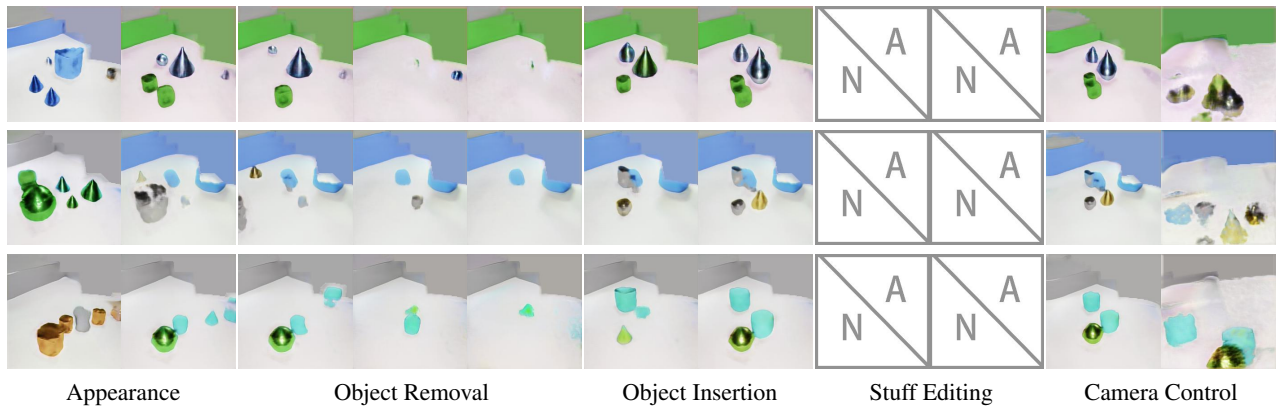 A A
N N
A A
N N
A A
N N
Appearance Object Removal Object Insertion Stuff Editing Camera Control